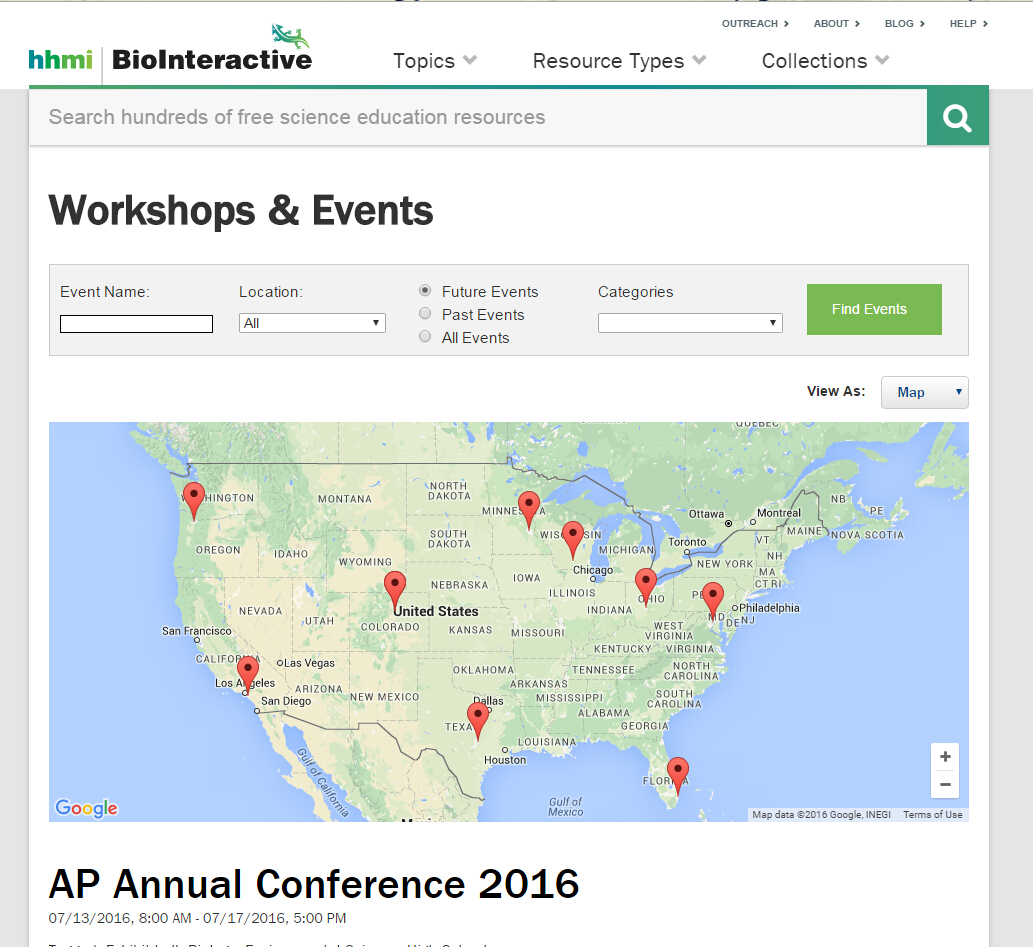 OUTREACH ABOUT BLOG HELP
hhmi BioInteractive
Topics Resource Types Collections
Search hundreds of free science education resources
Workshops & Events
Event Name: Location: Future Events Categories
Past Events
All Events
All
Find Events
View As: Map
QUEBEC
NORTH
DAKOTA
MONTANA
MINNESOTA
NB
PE
Ottawa
Montreal
MAINE
NOVA SCOTIA
OREGON
IDAHO
SOUTH
DAKOTA
WISCONSIN
MICHIGAN
Toronto
VT
NH
WYOMING
NEW YORK
MA
CT RI
Chicago
IOWA
NEBRASKA
ILLINOIS
OHIO
INDIANA
Philadelphia
United States
NEVADA
UTAH
COLORADO
KANSAS
MISSOURI
WEST
VIRGINIA
MD
DE
NJ
San Francisco
KENTUCKY
VIRGINIA
CALIFORNIA
Las Vegas
OKLAHOMA
TENNESSEE
NORTH
CAROLINA
Los Angeles
ARIZONA
NEW MEXICO
ARKANSAS
MISSISSIPPI
SOUTH
CAROLINA
San Diego
Dallas
ALABAMA
TEXAS
GEORGIA
LOUISIANA
Houston
FLORIDA
Gulf of
California
Gulf of
Mexico
Google
Map data ©2016 Google, INEGI Terms of Use
+
−
AP Annual Conference 2016
07/13/2016, 8:00 AM - 07/17/2016, 5:00 PM